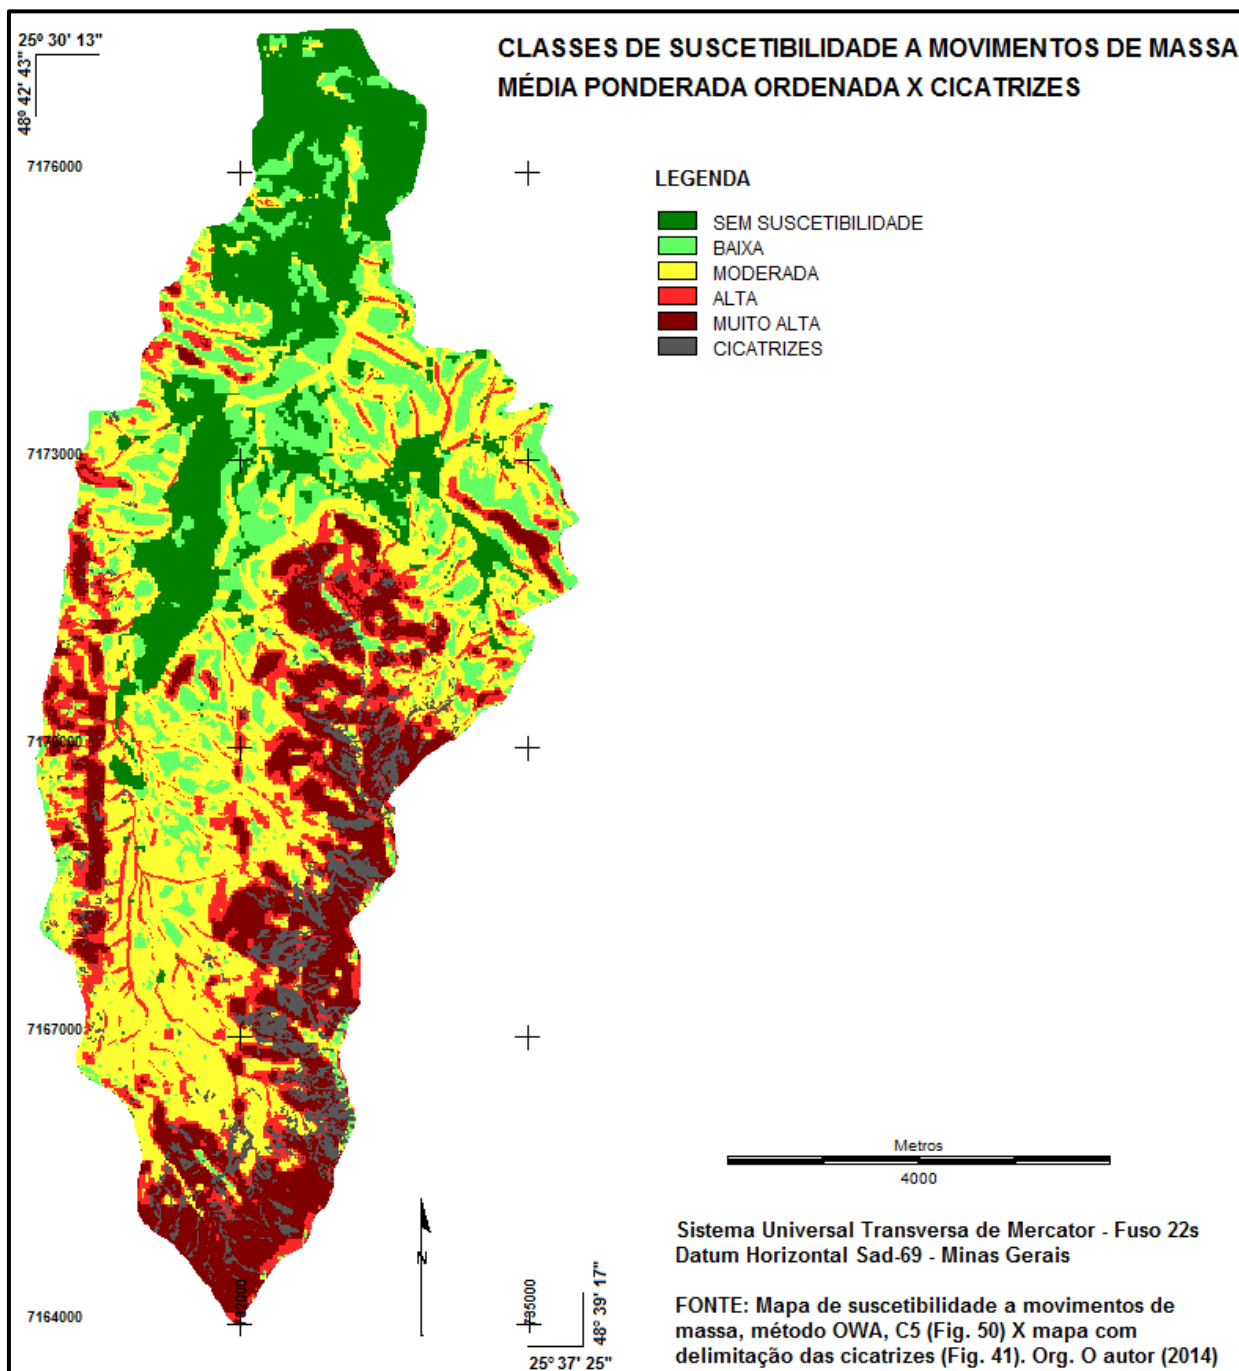 25º 30' 13"
48º 42' 43"
CLASSES DE SUSCETIBILIDADE A MOVIMENTOS DE MASSA
MÉDIA PONDERADA ORDENADA X CICATRIZES
7176000
LEGENDA
SEM SUSCETIBILIDADE
BAIXA
MODERADA
ALTA
MUITO ALTA
CICATRIZES
7173000
7170000
7167000
Metros
4000
N
Sistema Universal Transversa de Mercator - Fuso 22s
Datum Horizontal Sad-69 - Minas Gerais
7164000
732000
735000
48º 39' 17"
25º 37' 25"
FONTE: Mapa de suscetibilidade a movimentos de
massa, método OWA, C5 (Fig. 50) X mapa com
delimitação das cicatrizes (Fig. 41). Org. O autor (2014)